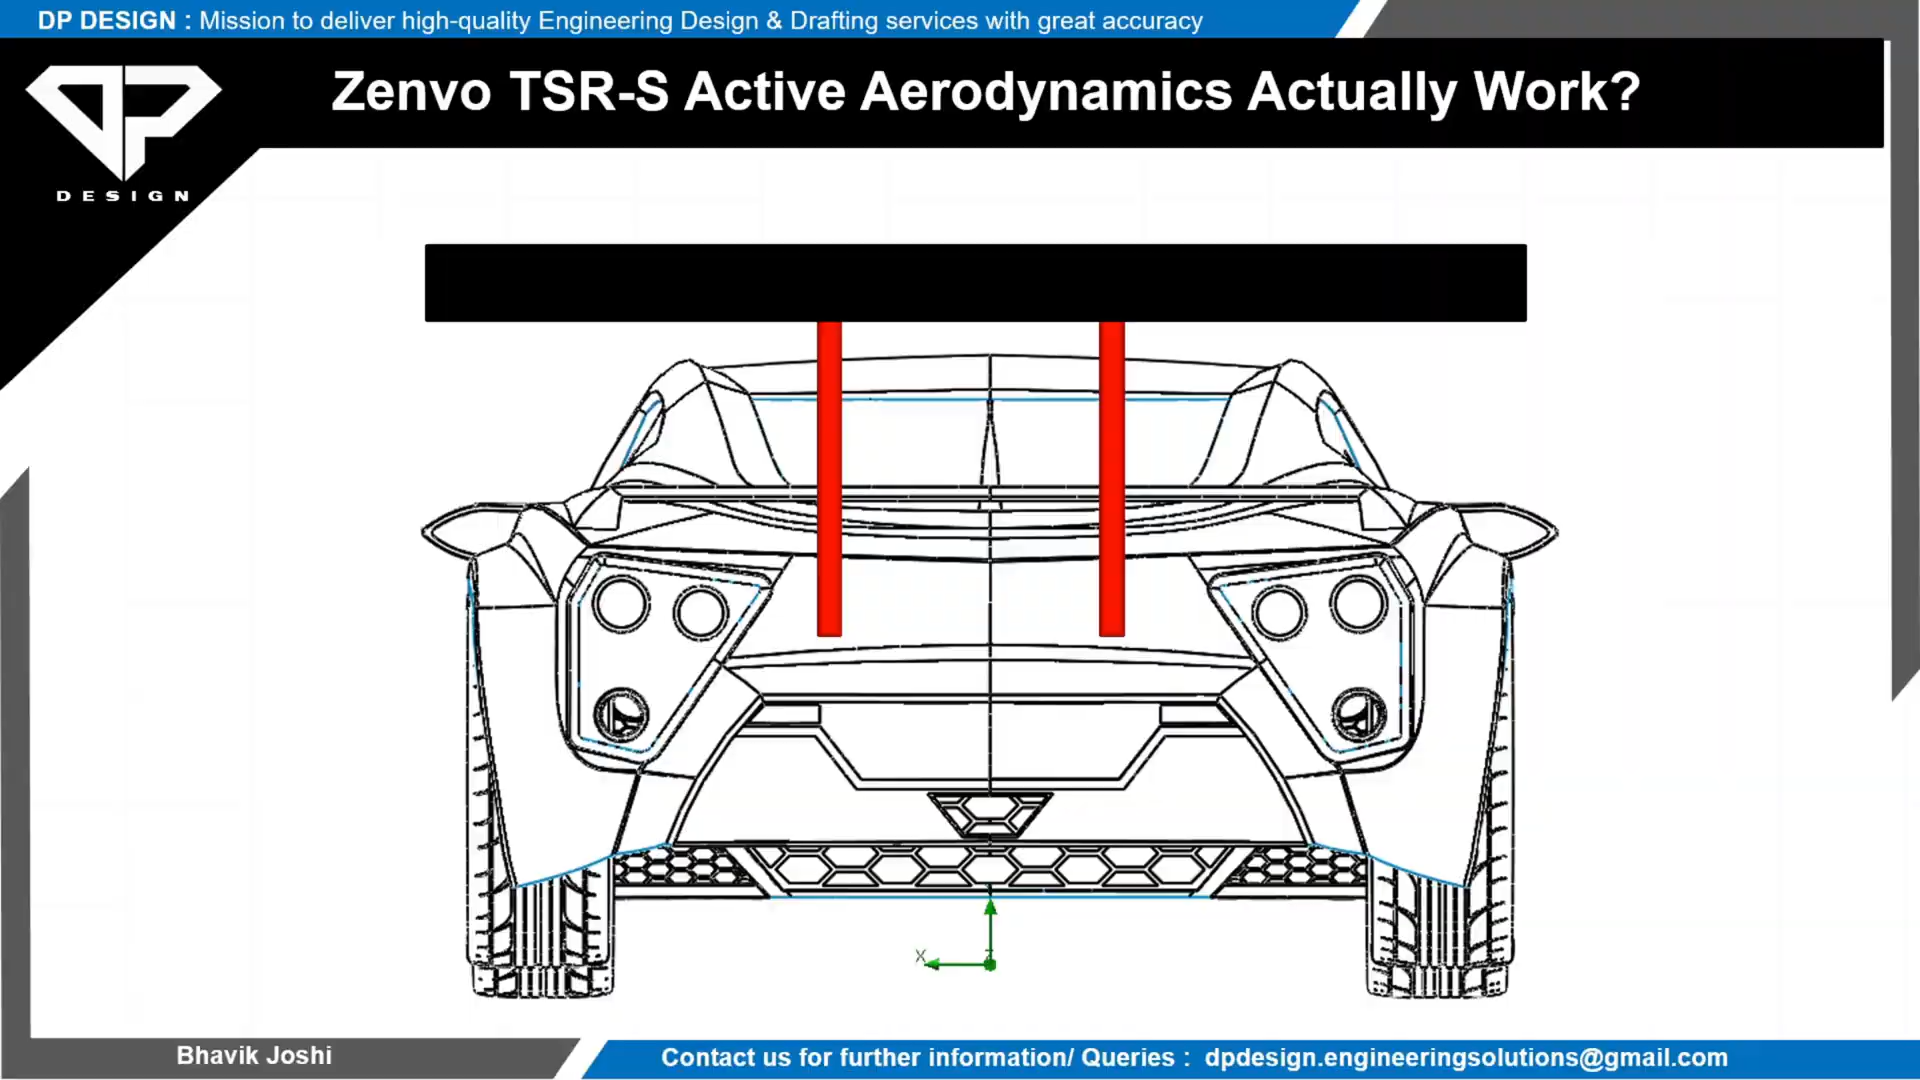 DP DESIGN : Mission to deliver high-quality Engineering Design & Drafting services with great accuracy
Zenvo TSR-S Active Aerodynamics Actually Work?
DP
DESIGN
X
Bhavik Joshi
Contact us for further information/ Queries : dpdesign.engineeringsolutions@gmail.com